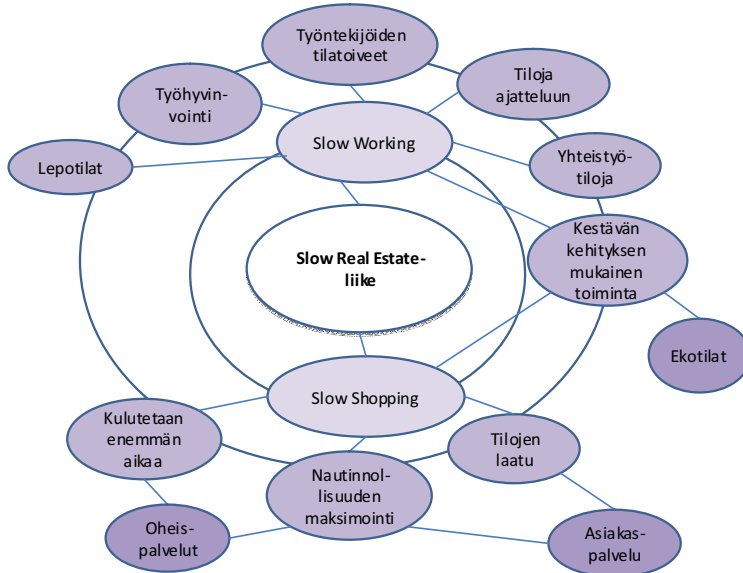 Työntekijöiden
tilatoiveet
Tiloja
ajatteluun
Työhyvin-
vointi
Slow Working
Lepotilat
Yhteistyö-
tiloja
Kestävän
kehityksen
mukainen
toiminta
Slow Real Estate-
liike
Ekotilat
Slow Shopping
Kulutetaan
enemmän
aikaa
Tilojen
laatu
Nautinnol-
lisuuden
maksimointi
Oheis-
palvelut
Asiakas-
palvelu